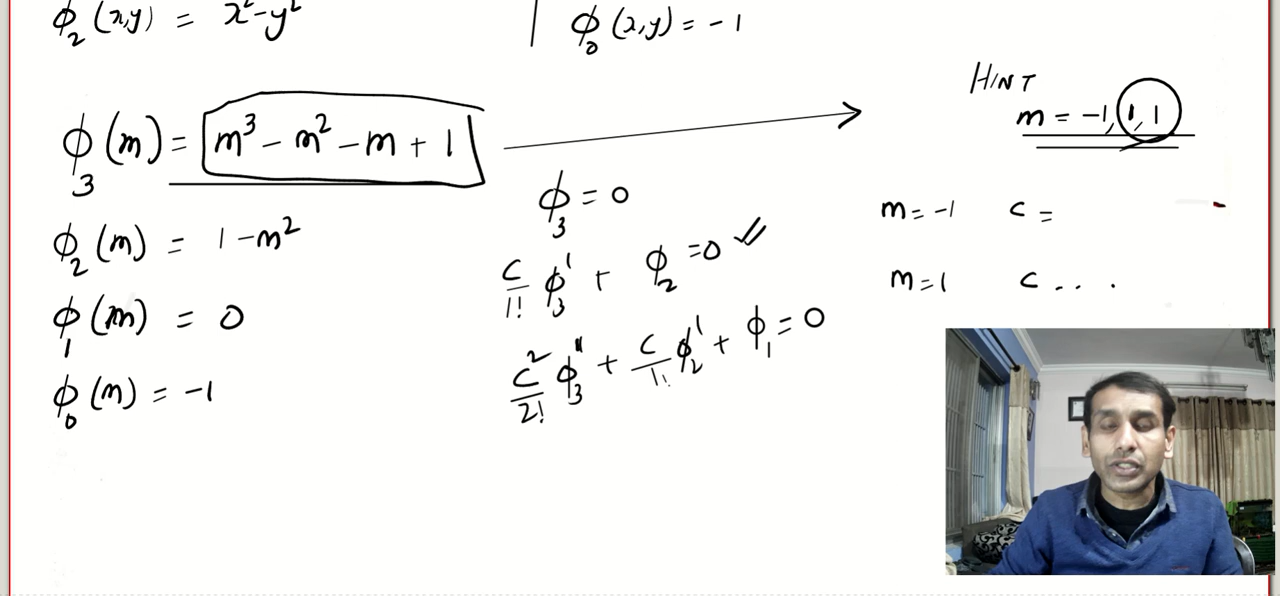 ϕ₂(x,y) = x²-y²
ϕ₀(x,y) = -1
HINT
m = -1, 1, 1
ϕ₃(m) = m³ - m² - m + 1
ϕ₃ = 0
m = -1 c =
ϕ₂(m) = 1-m²
c/1! ϕ₃' + ϕ₂ = 0 ✓
m = 1 c . . .
ϕ₁(m) = 0
c²/2! ϕ₃'' + c/1! ϕ₂' + ϕ₁ = 0
ϕ₀(m) = -1